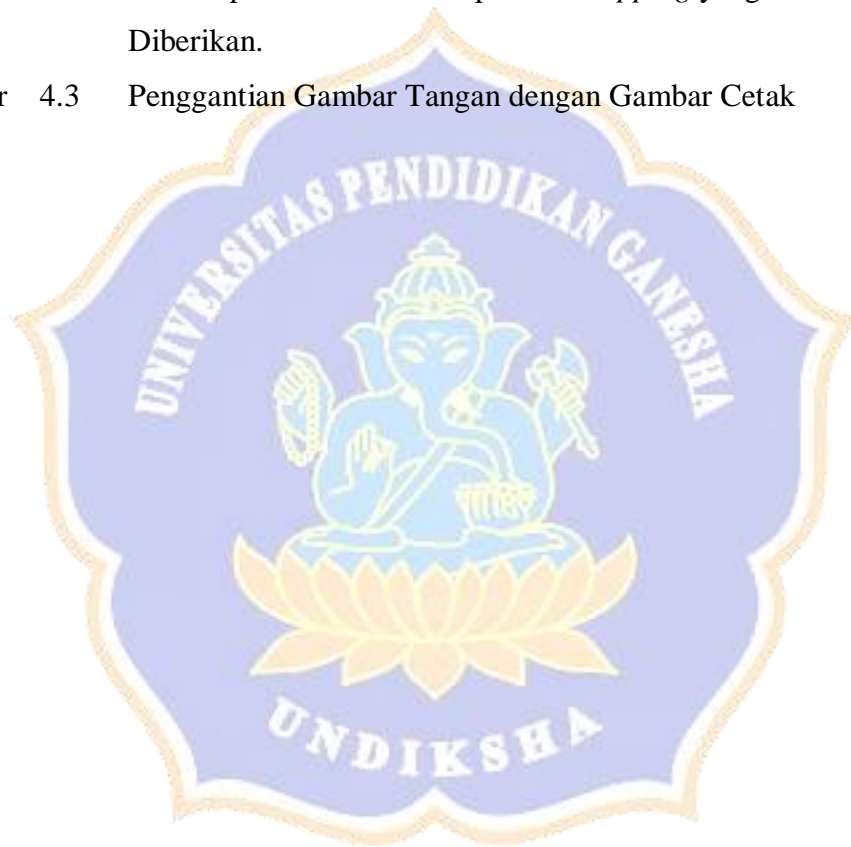 Diberikan.
4.3 Penggantian Gambar Tangan dengan Gambar Cetak
UNIVERSITAS PENDIDIKAN GANESHA
UNDIKSHA